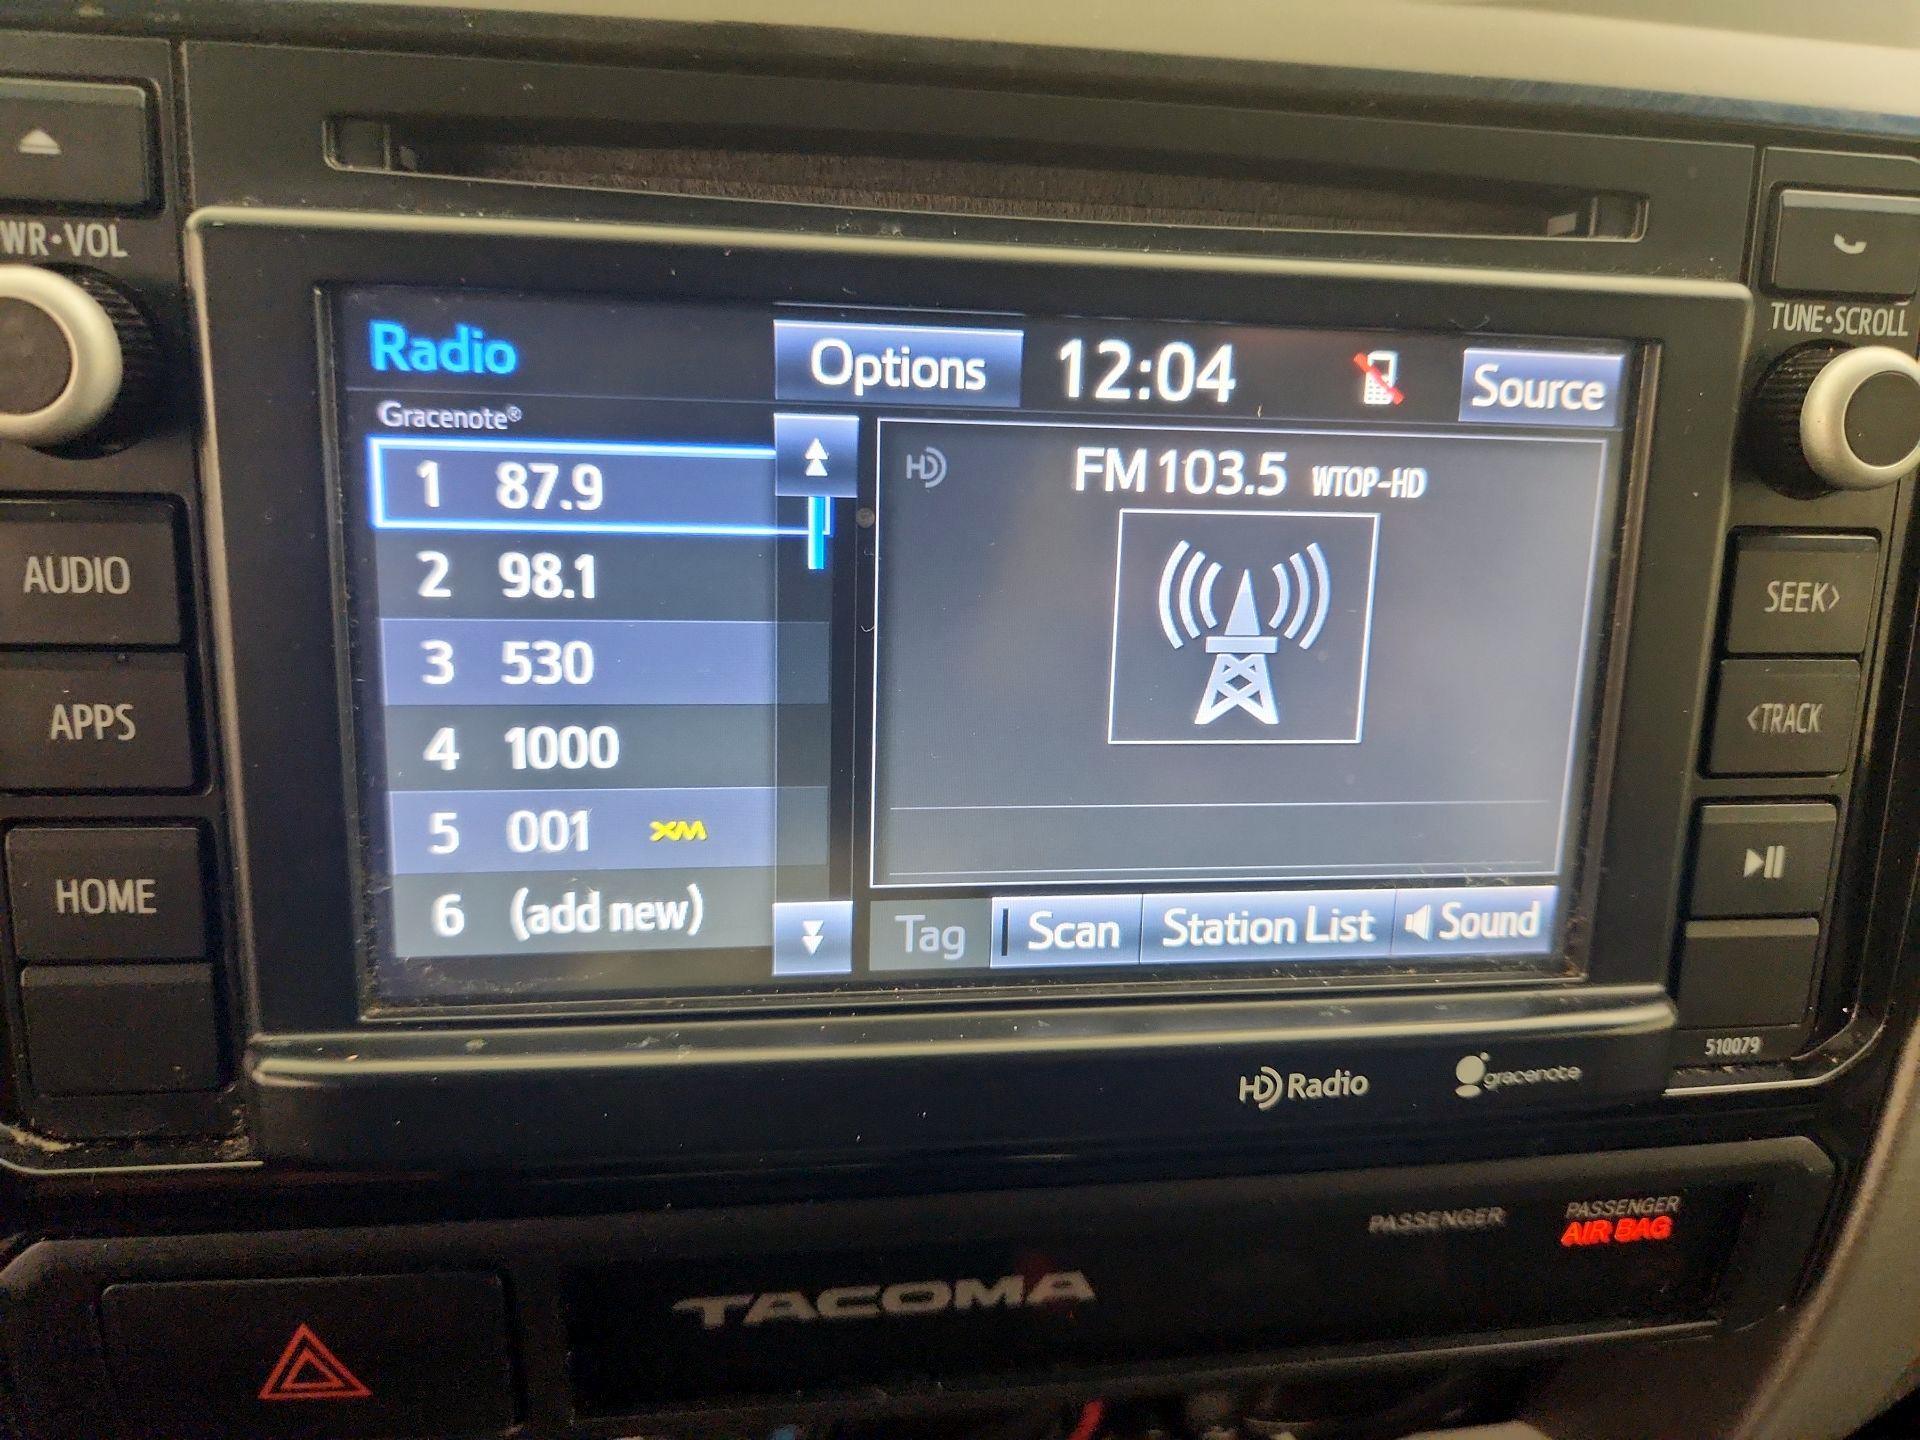 WR·VOL
AUDIO
APPS
HOME
Radio
Options
12:04
Source
Gracenote®
1 87.9
2 98.1
3 530
4 1000
5 001 XM
6 (add new)
HD
FM 103.5 WTOP-HD
Tag
Scan
Station List
Sound
TUNE·SCROLL
SEEK>
<TRACK
510079
HD Radio
gracenote
PASSENGER
PASSENGER
AIR BAG
TACOMA